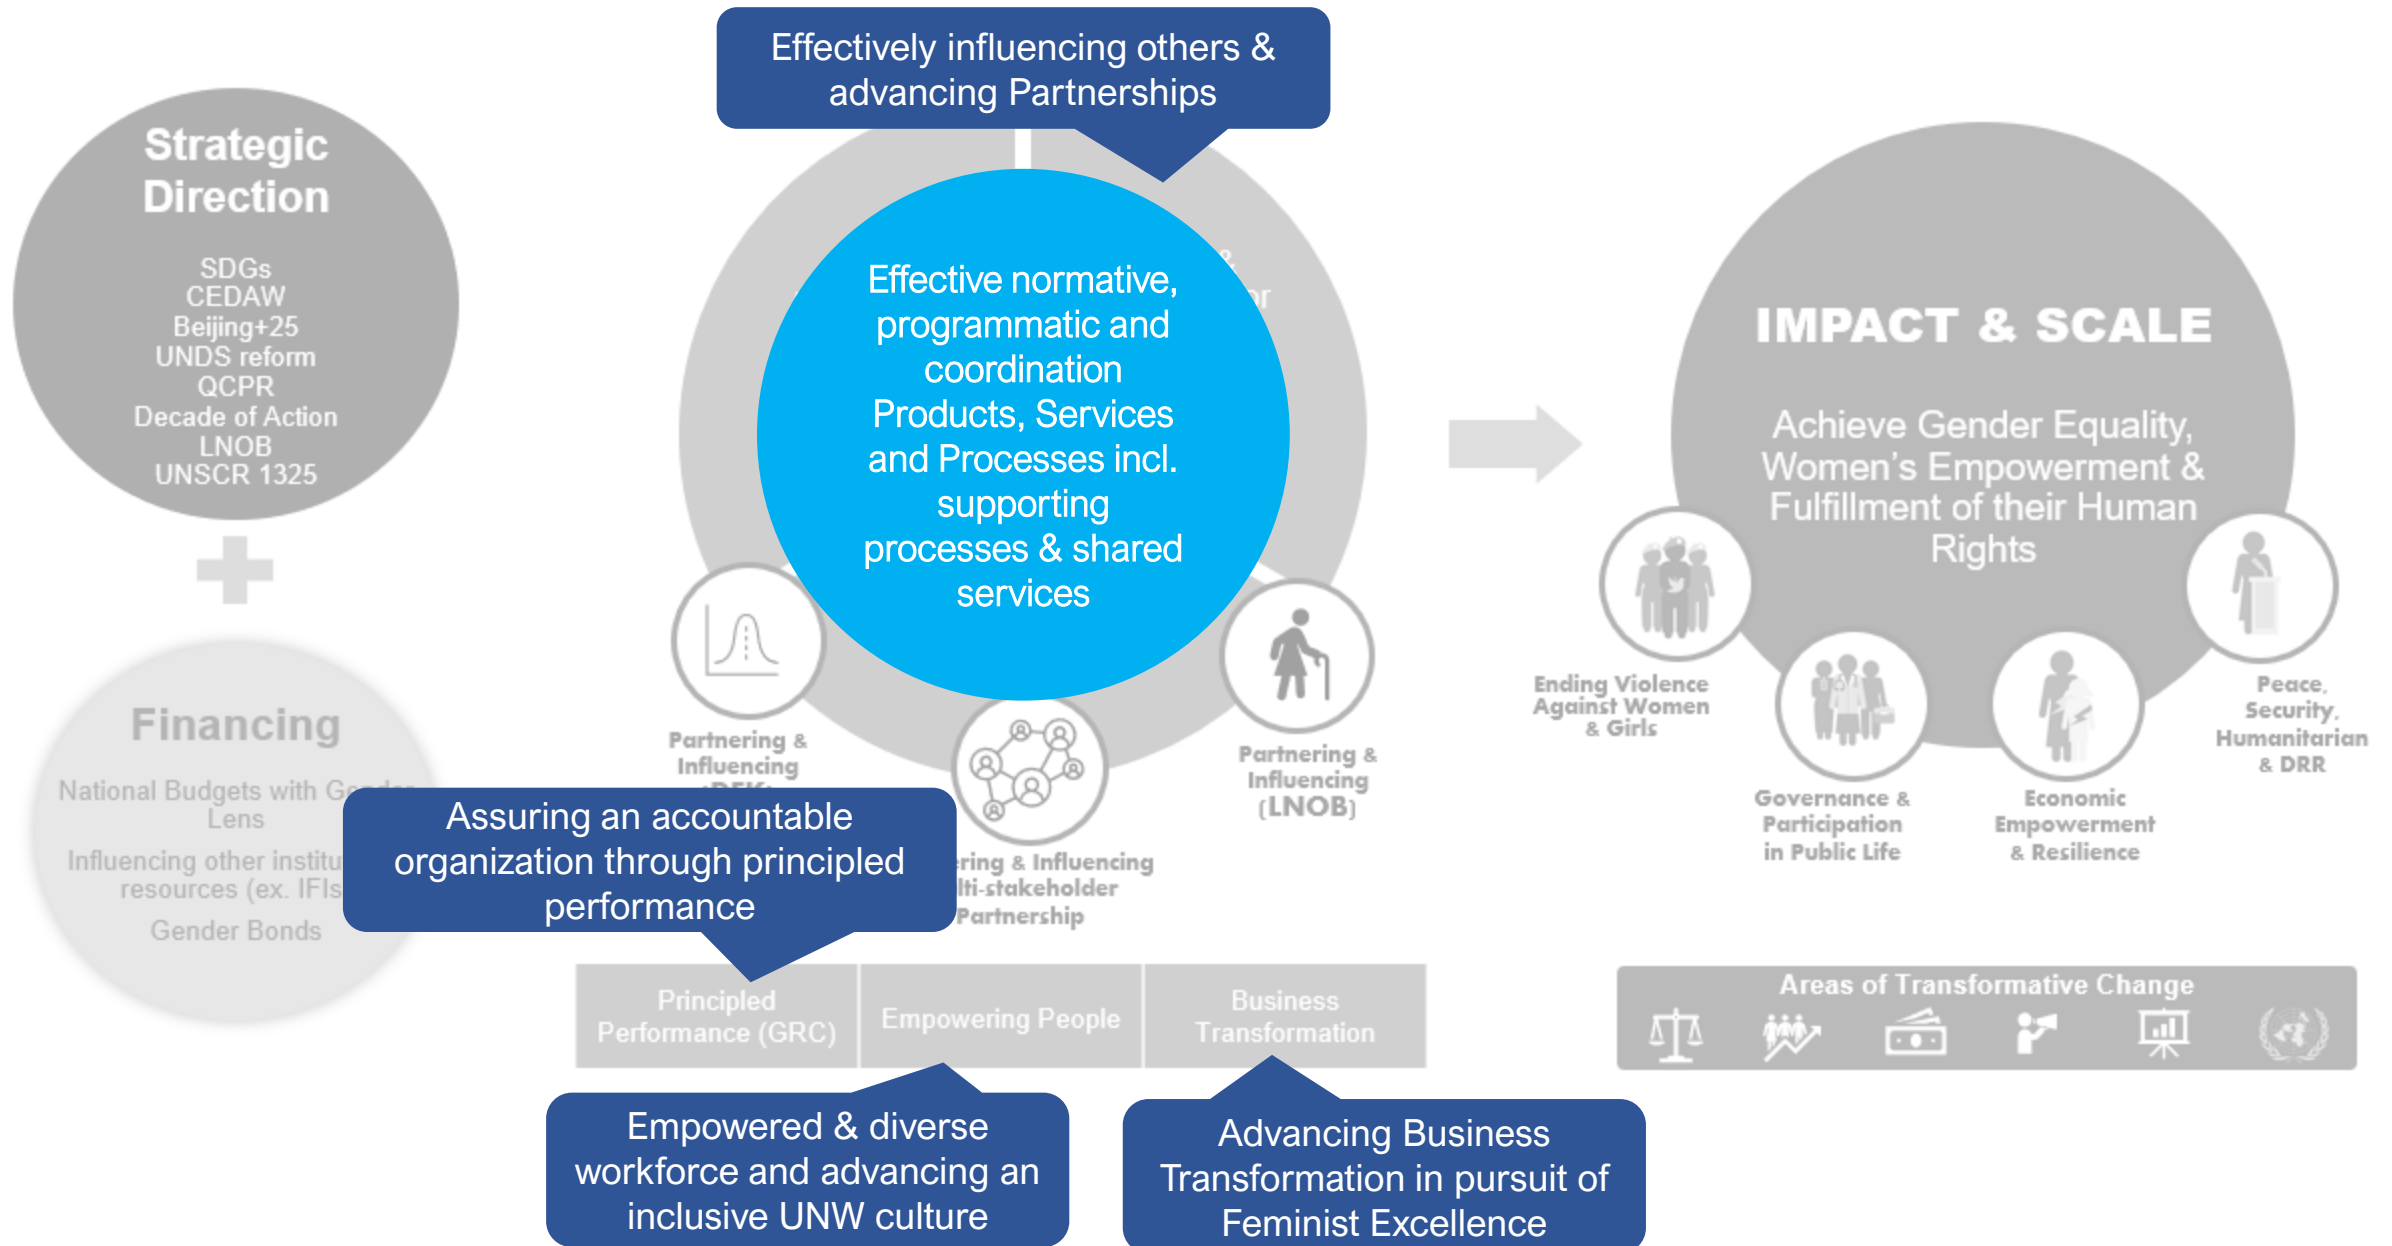 Effectively influencing others &
advancing Partnerships
Strategic
Direction
SDGs
CEDAW
Beijing+25
UNDS reform
QCPR
Decade of Action
LNOB
UNSCR 1325
Financing
National Budgets with Gender
Lens
Influencing other
resources (ex. IFIs
Gender Bonds
&
Effective normative,
programmatic and
coordination
Products, Services
and Processes incl.
supporting
processes & shared
services
Partnering &
Influencing
Partnering &
Influencing
(LNOB)
& Influencing
Partnership
Assuring an accountable
organization through principled
performance
Principled
Performance (GRC)
Empowering People
Business
Transformation
Empowered & diverse
workforce and advancing an
inclusive UNW culture
Advancing Business
Transformation in pursuit of
Feminist Excellence
IMPACT & SCALE
Achieve Gender Equality,
Women's Empowerment &
Fulfillment of their Human
Rights
Ending Violence
Against Women
& Girls
Governance &
Participation
in Public Life
Economic
Empowerment
& Resilience
Peace,
Security,
Humanitarian
& DRR
Areas of Transformative Change